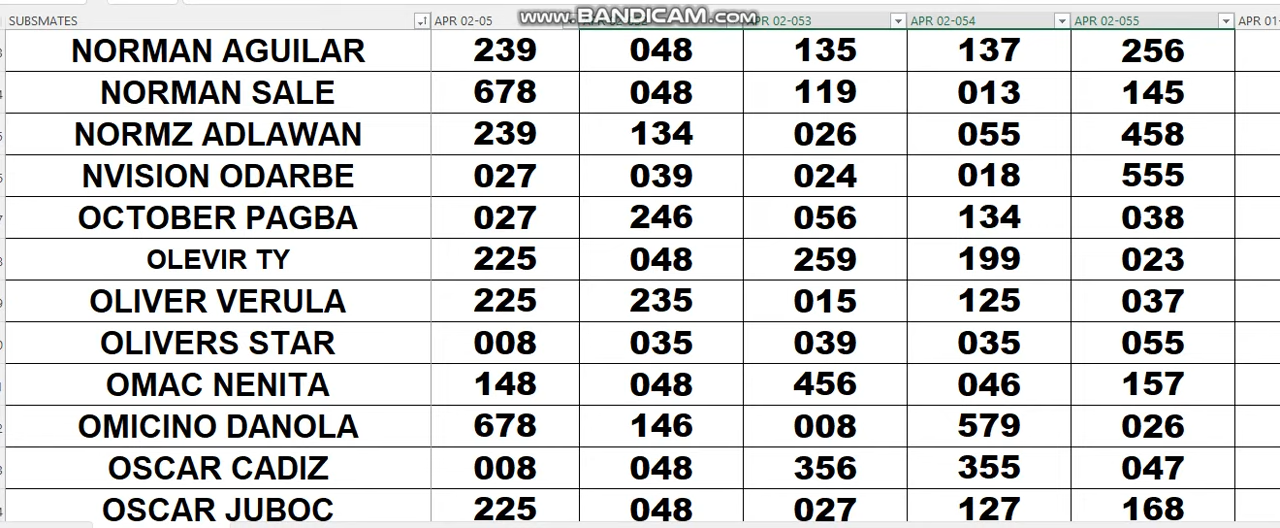 www.BANDICAM.com
SUBSMATES APR 02-05 APR 02-053 APR 02-054 APR 02-055 APR 01-
NORMAN AGUILAR 239 048 135 137 256
NORMAN SALE 678 048 119 013 145
NORMZ ADLAWAN 239 134 026 055 458
NVISION ODARBE 027 039 024 018 555
OCTOBER PAGBA 027 246 056 134 038
OLEVIR TY 225 048 259 199 023
OLIVER VERULA 225 235 015 125 037
OLIVERS STAR 008 035 039 035 055
OMAC NENITA 148 048 456 046 157
OMICINO DANOLA 678 146 008 579 026
OSCAR CADIZ 008 048 356 355 047
OSCAR JUBOC 225 048 027 127 168